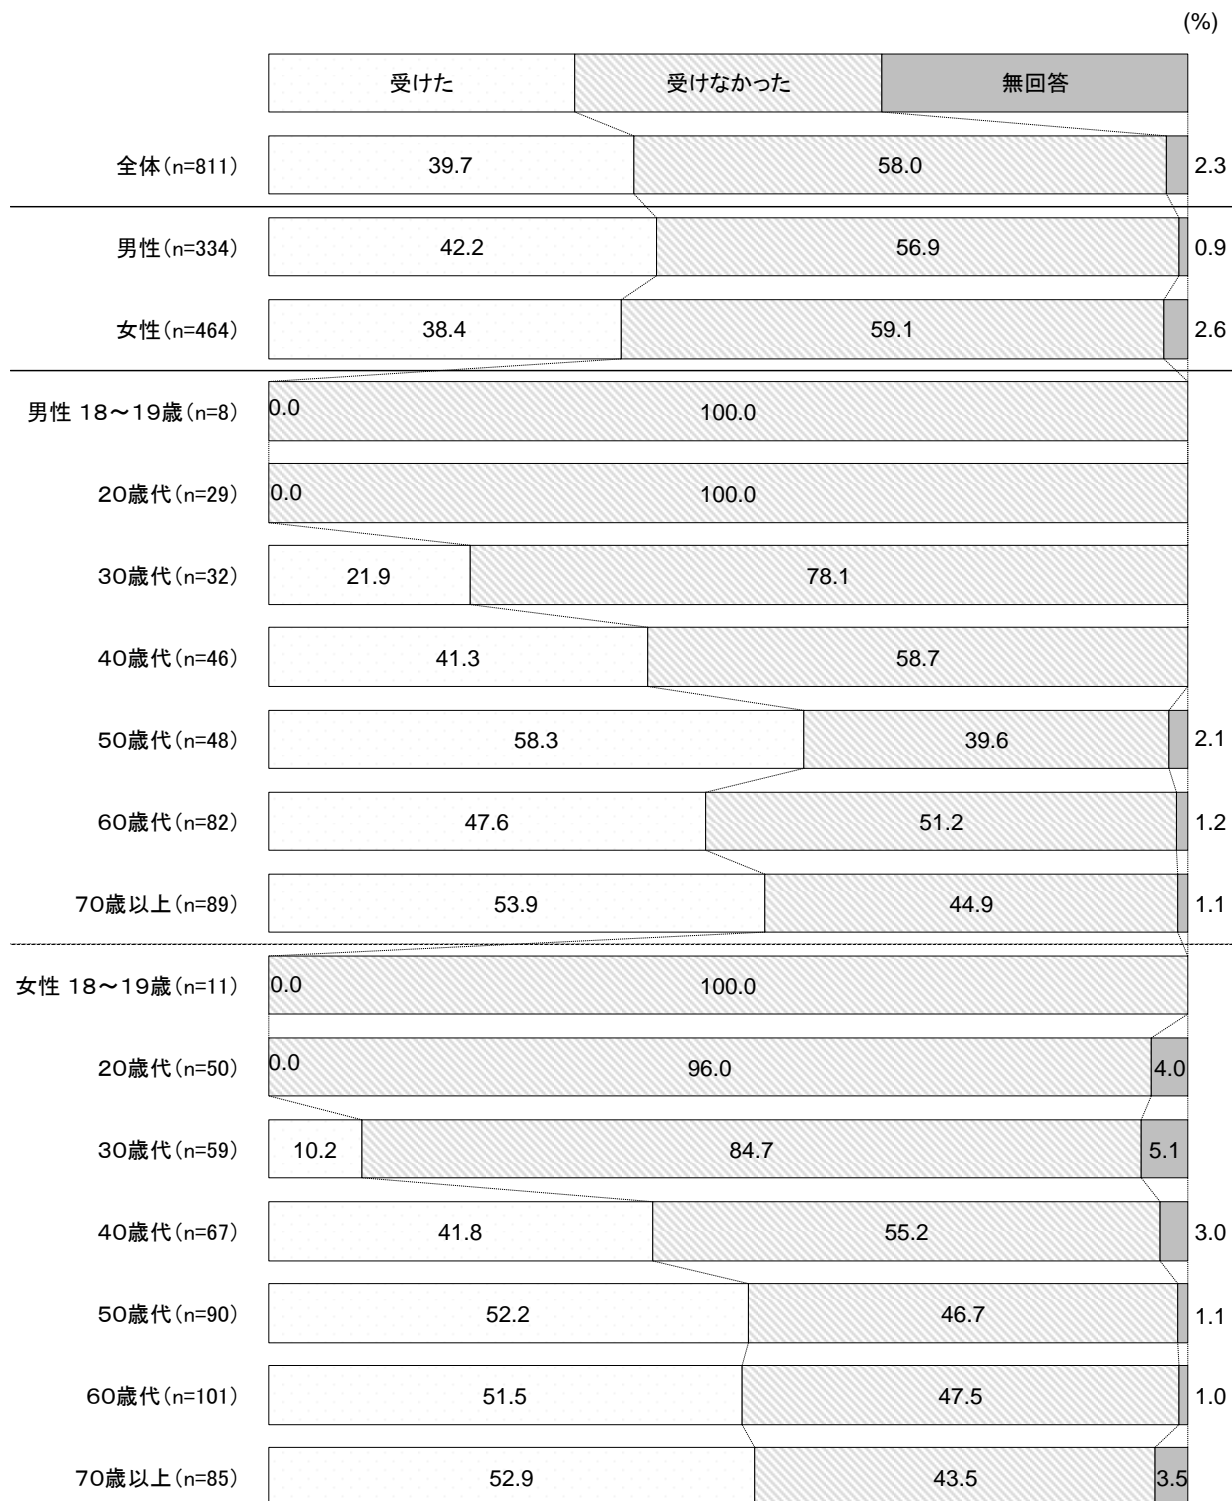 (%)
受けた 受けなかった 無回答
全体(n=811) 39.7 58.0 2.3
男性(n=334) 42.2 56.9 0.9
女性(n=464) 38.4 59.1 2.6
男性 18～19歳(n=8) 0.0 100.0
20歳代(n=29) 0.0 100.0
30歳代(n=32) 21.9 78.1
40歳代(n=46) 41.3 58.7
50歳代(n=48) 58.3 39.6 2.1
60歳代(n=82) 47.6 51.2 1.2
70歳以上(n=89) 53.9 44.9 1.1
女性 18～19歳(n=11) 0.0 100.0
20歳代(n=50) 0.0 96.0 4.0
30歳代(n=59) 10.2 84.7 5.1
40歳代(n=67) 41.8 55.2 3.0
50歳代(n=90) 52.2 46.7 1.1
60歳代(n=101) 51.5 47.5 1.0
70歳以上(n=85) 52.9 43.5 3.5